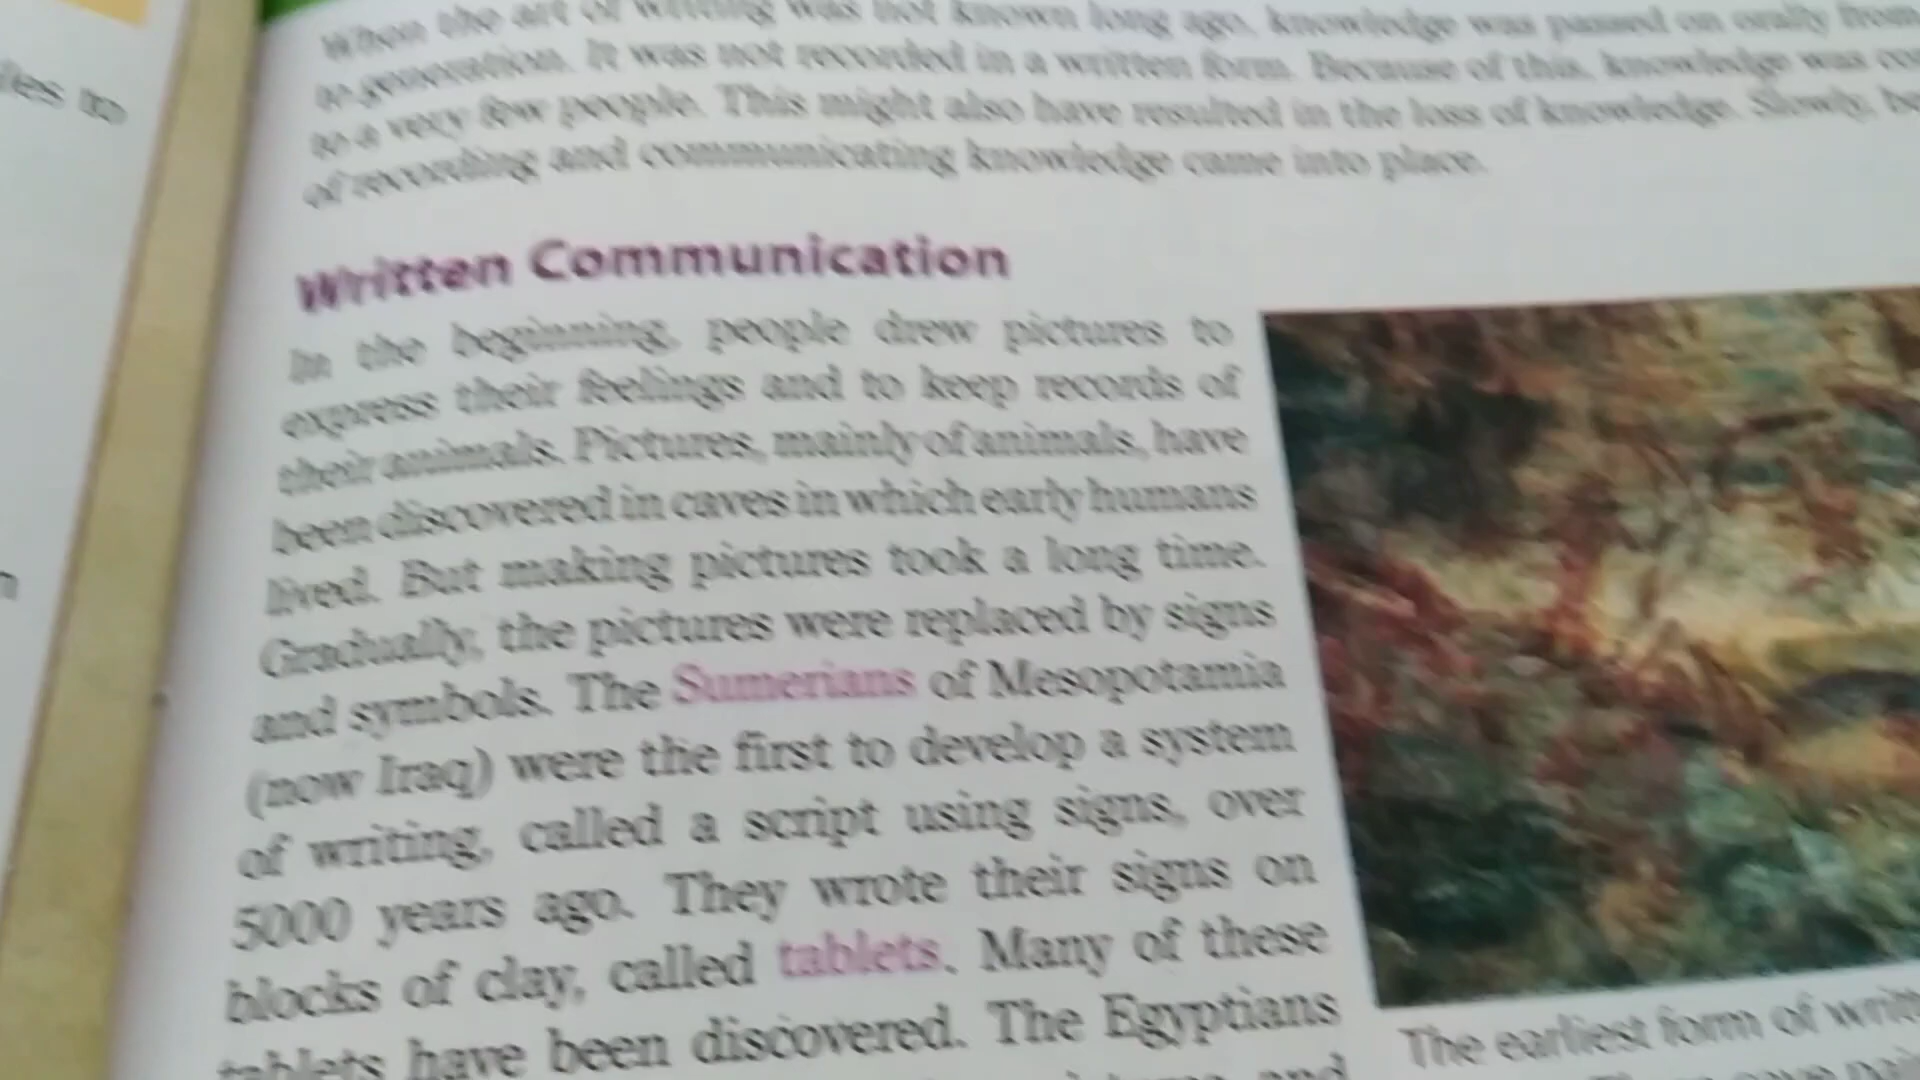 les to
When the art of writing was not known long ago, knowledge was passed on orally from
to generation. It was not recorded in a written form. Because of this, knowledge was
to a very few people. This might also have resulted in the loss of knowledge. Slowly,
of recording and communicating knowledge came into place.
Written Communication
In the beginning, people drew pictures to
express their feelings and to keep records of
their animals. Pictures, mainly of animals, have
been discovered in caves in which early humans
lived. But making pictures took a long time.
Gradually, the pictures were replaced by signs
and symbols. The Sumerians of Mesopotamia
(now Iraq) were the first to develop a system
of writing, called a script using signs, over
5000 years ago. They wrote their signs on
blocks of clay, called tablets. Many of these
tablets have been discovered. The Egyptians
and
The earliest form of writt